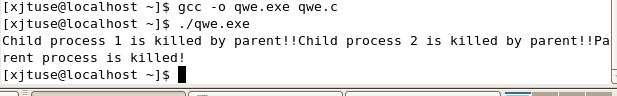 [xjtuse@localhost ~]$ gcc -o qwe.exe qwe.c
[xjtuse@localhost ~]$ ./qwe.exe
Child process 1 is killed by parent!!Child process 2 is killed by parent!!Pa
rent process is killed!
[xjtuse@localhost ~]$